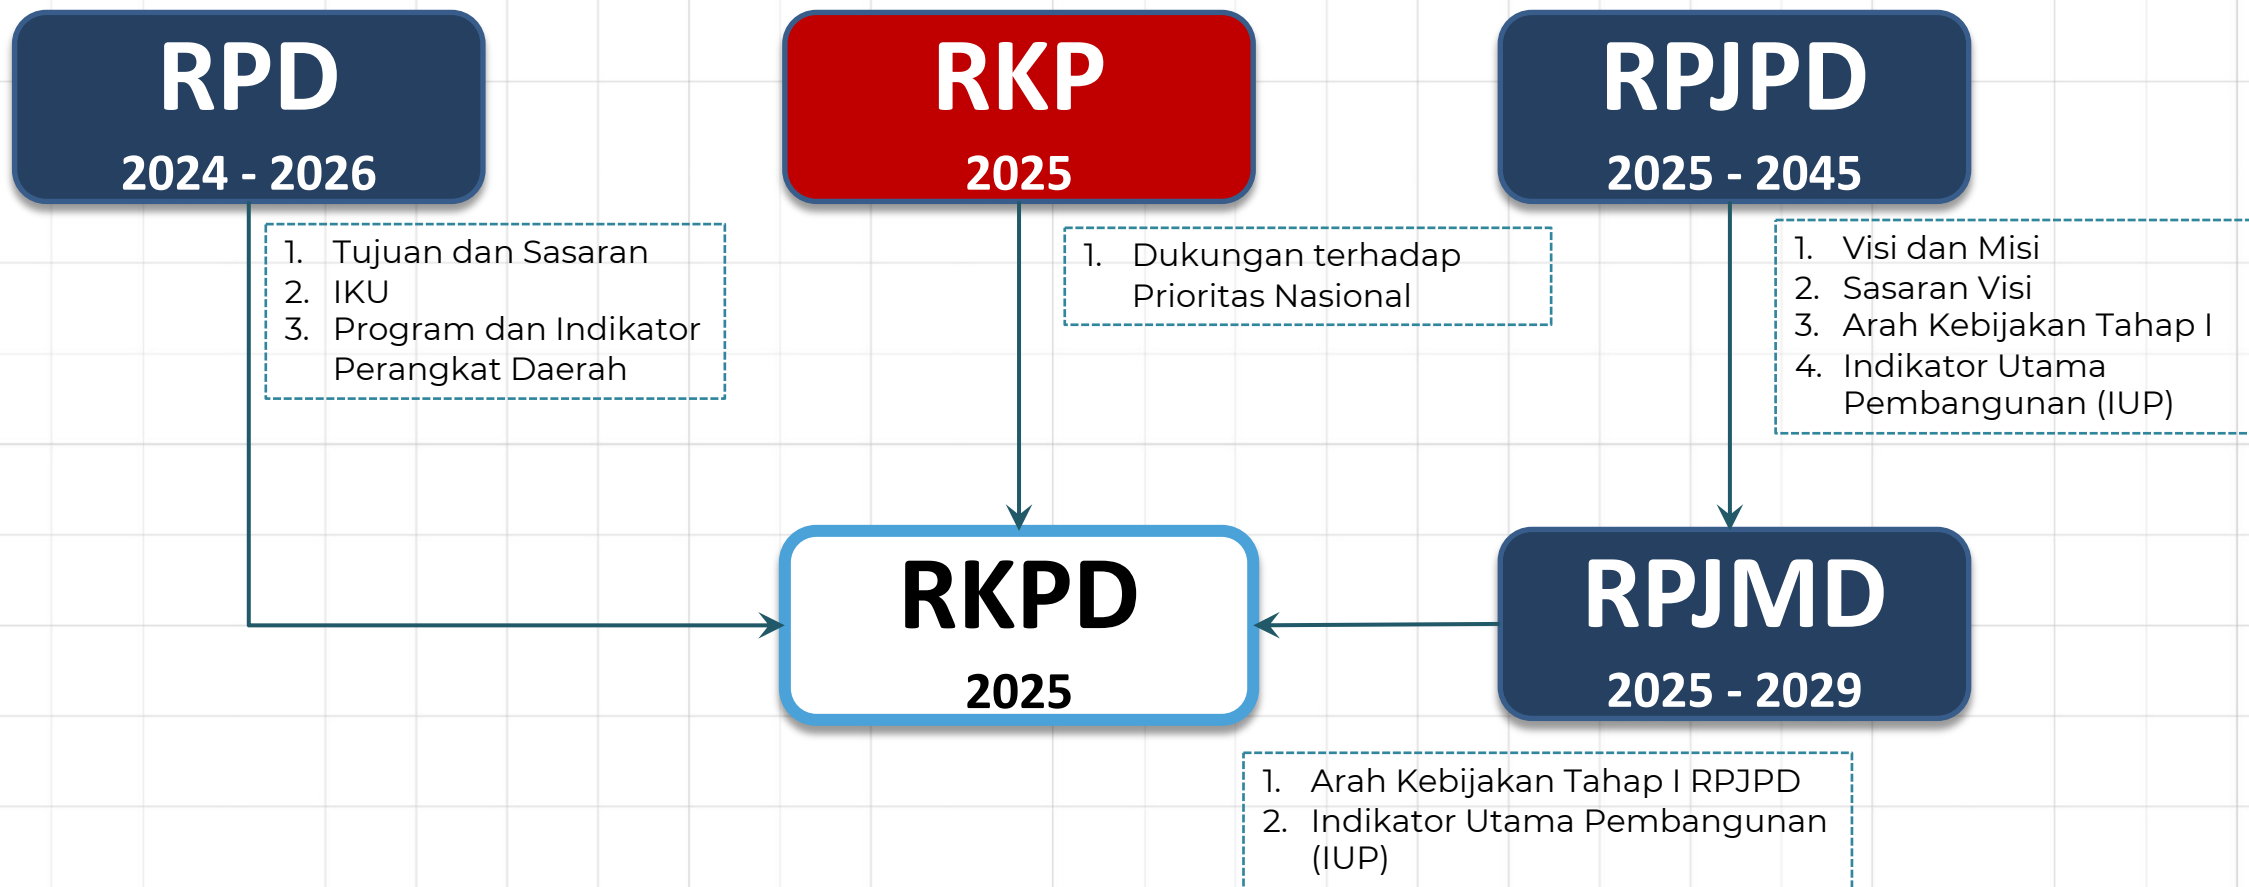 RPD
2024 - 2026
RKP
2025
RPJPD
2025 - 2045
1. Tujuan dan Sasaran
2. IKU
3. Program dan Indikator
Perangkat Daerah
1. Dukungan terhadap
Prioritas Nasional
1. Visi dan Misi
2. Sasaran Visi
3. Arah Kebijakan Tahap I
4. Indikator Utama
Pembangunan (IUP)
RKPD
2025
RPJMD
2025 - 2029
1. Arah Kebijakan Tahap I RPJPD
2. Indikator Utama Pembangunan
(IUP)